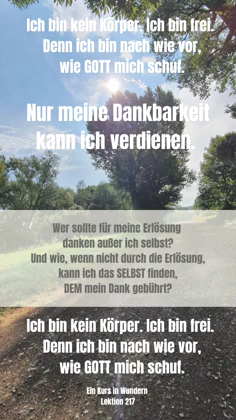 Ich bin kein Körper. Ich bin frei.
Denn ich bin nach wie vor,
wie GOTT mich schuf.
Nur meine Dankbarkeit
kann ich verdienen.
Wer sollte für meine Erlösung
danken außer ich selbst?
Und wie, wenn nicht durch die Erlösung,
kann ich das SELBST finden,
DEM mein Dank gebührt?
Ich bin kein Körper. Ich bin frei.
Denn ich bin nach wie vor,
wie GOTT mich schuf.
Ein Kurs in Wundern
Lektion 217